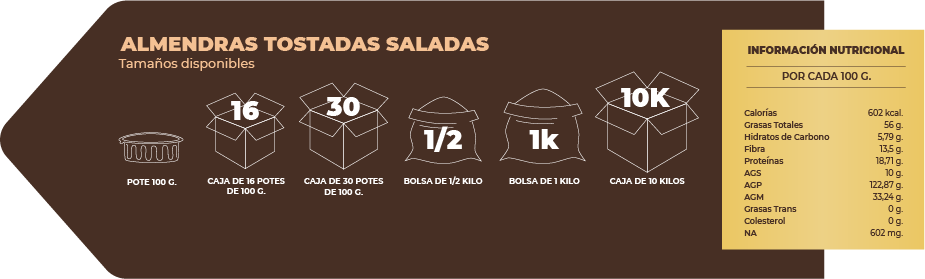 ALMENDRAS TOSTADAS SALADAS
Tamaños disponibles
16
30
1/2
1k
10K
POTE 100 G.
CAJA DE 16 POTES
DE 100 G.
CAJA DE 30 POTES
DE 100 G.
BOLSA DE 1/2 KILO
BOLSA DE 1 KILO
CAJA DE 10 KILOS
INFORMACIÓN NUTRICIONAL
POR CADA 100 G.
Calorías 602 kcal.
Grasas Totales 56 g.
Hidratos de Carbono 5,79 g.
Fibra 13,5 g.
Proteínas 18,71 g.
AGS 10 g.
AGP 122,87 g.
AGM 33,24 g.
Grasas Trans 0 g.
Colesterol 0 g.
NA 602 mg.